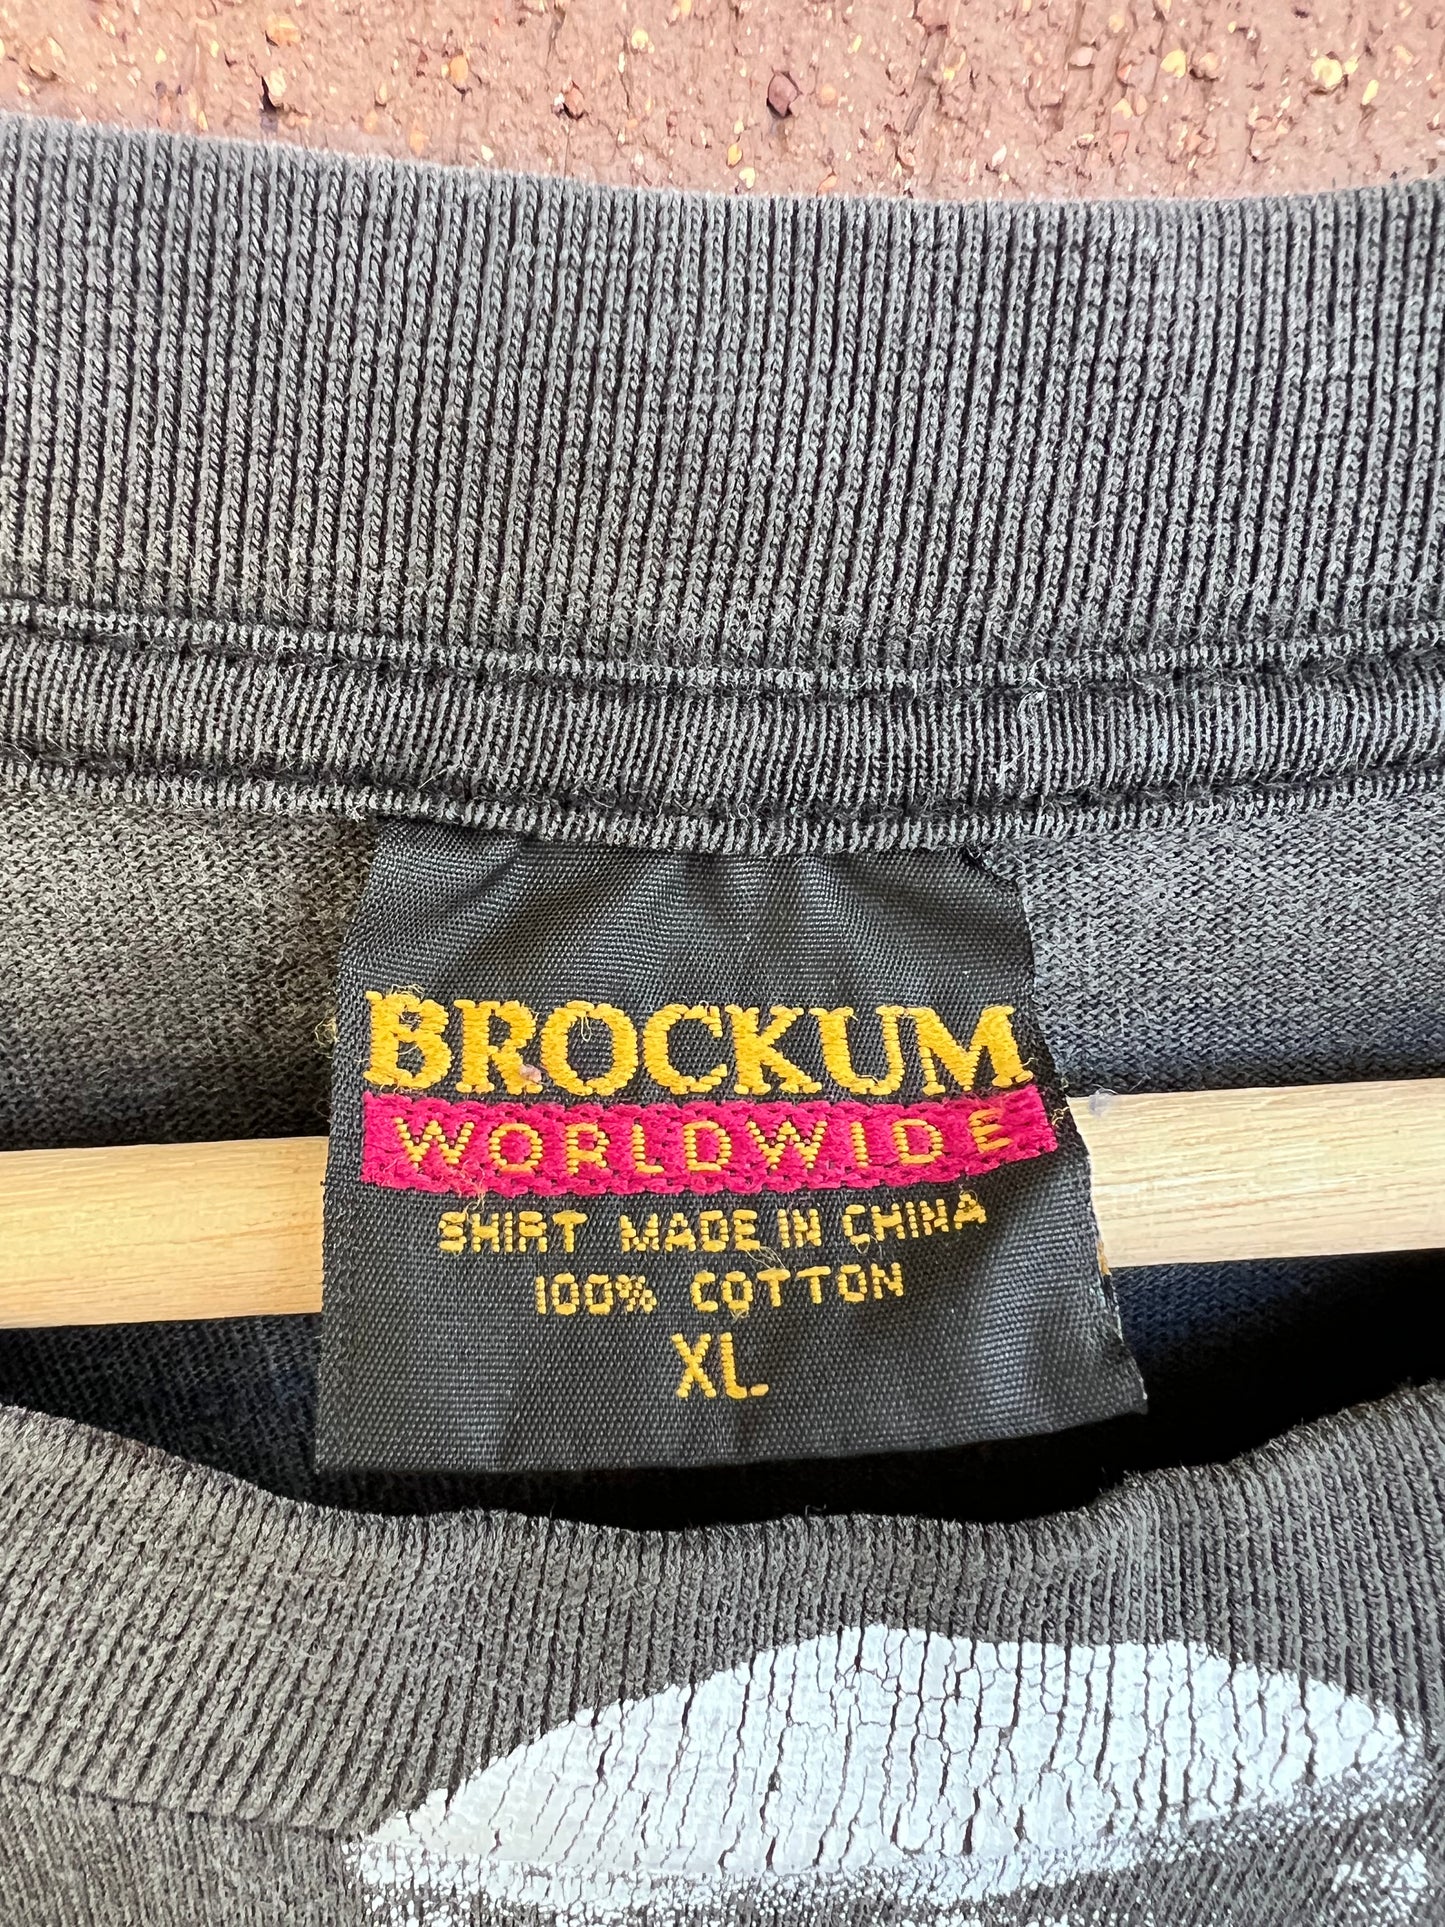 BROCKUM
WORLDWIDE
SHIRT MADE IN CHINA
100% COTTON
XL